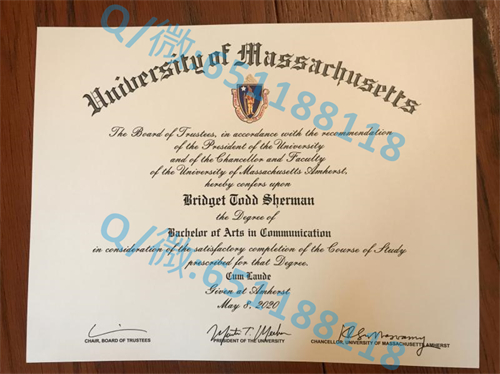 University of Massachusetts
The Board of Trustees, in accordance with the recommendation
of the President of the University
and of the Chancellor and Faculty
of the University of Massachusetts Amherst,
hereby confers upon
Bridget Todd Sherman
the Degree of
Bachelor of Arts in Communication
in consideration of the satisfactory completion of the Course of Study
prescribed for that Degree.
Cum Laude
Given at Amherst
May 8, 2020
CHAIR, BOARD OF TRUSTEES
PRESIDENT OF THE UNIVERSITY
CHANCELLOR, UNIVERSITY OF MASSACHUSETTS AMHERST
Q/微:651188118
Q/微:651188118